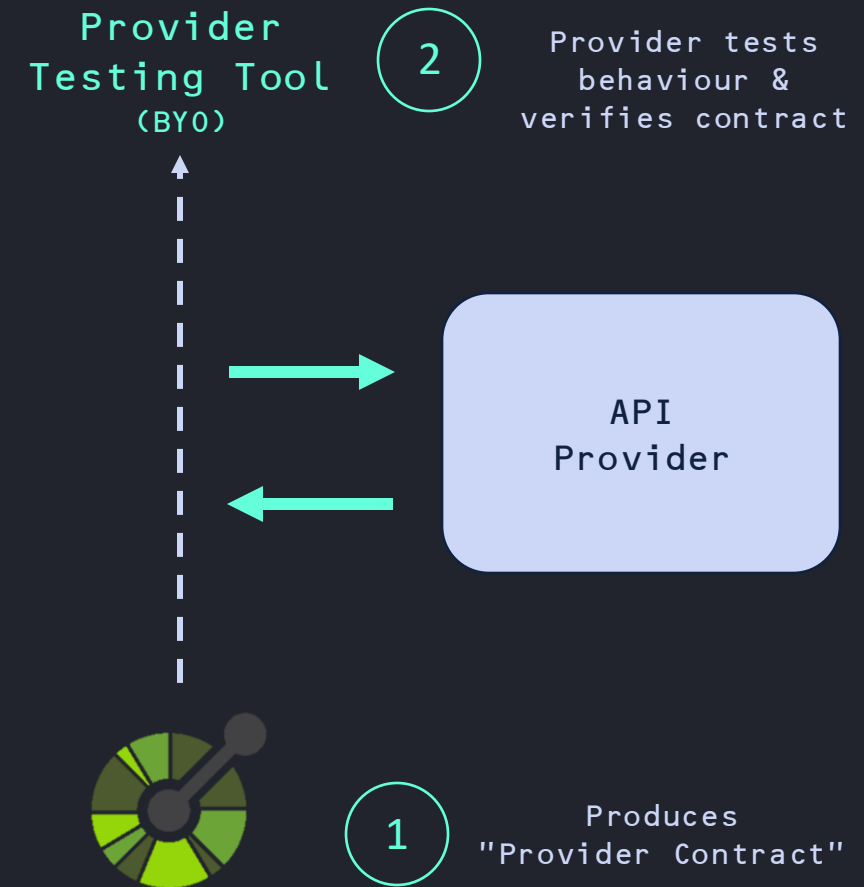 Provider
Testing Tool
(BYO)
2
Provider tests
behaviour &
verifies contract
API
Provider
1
Produces
"Provider Contract"